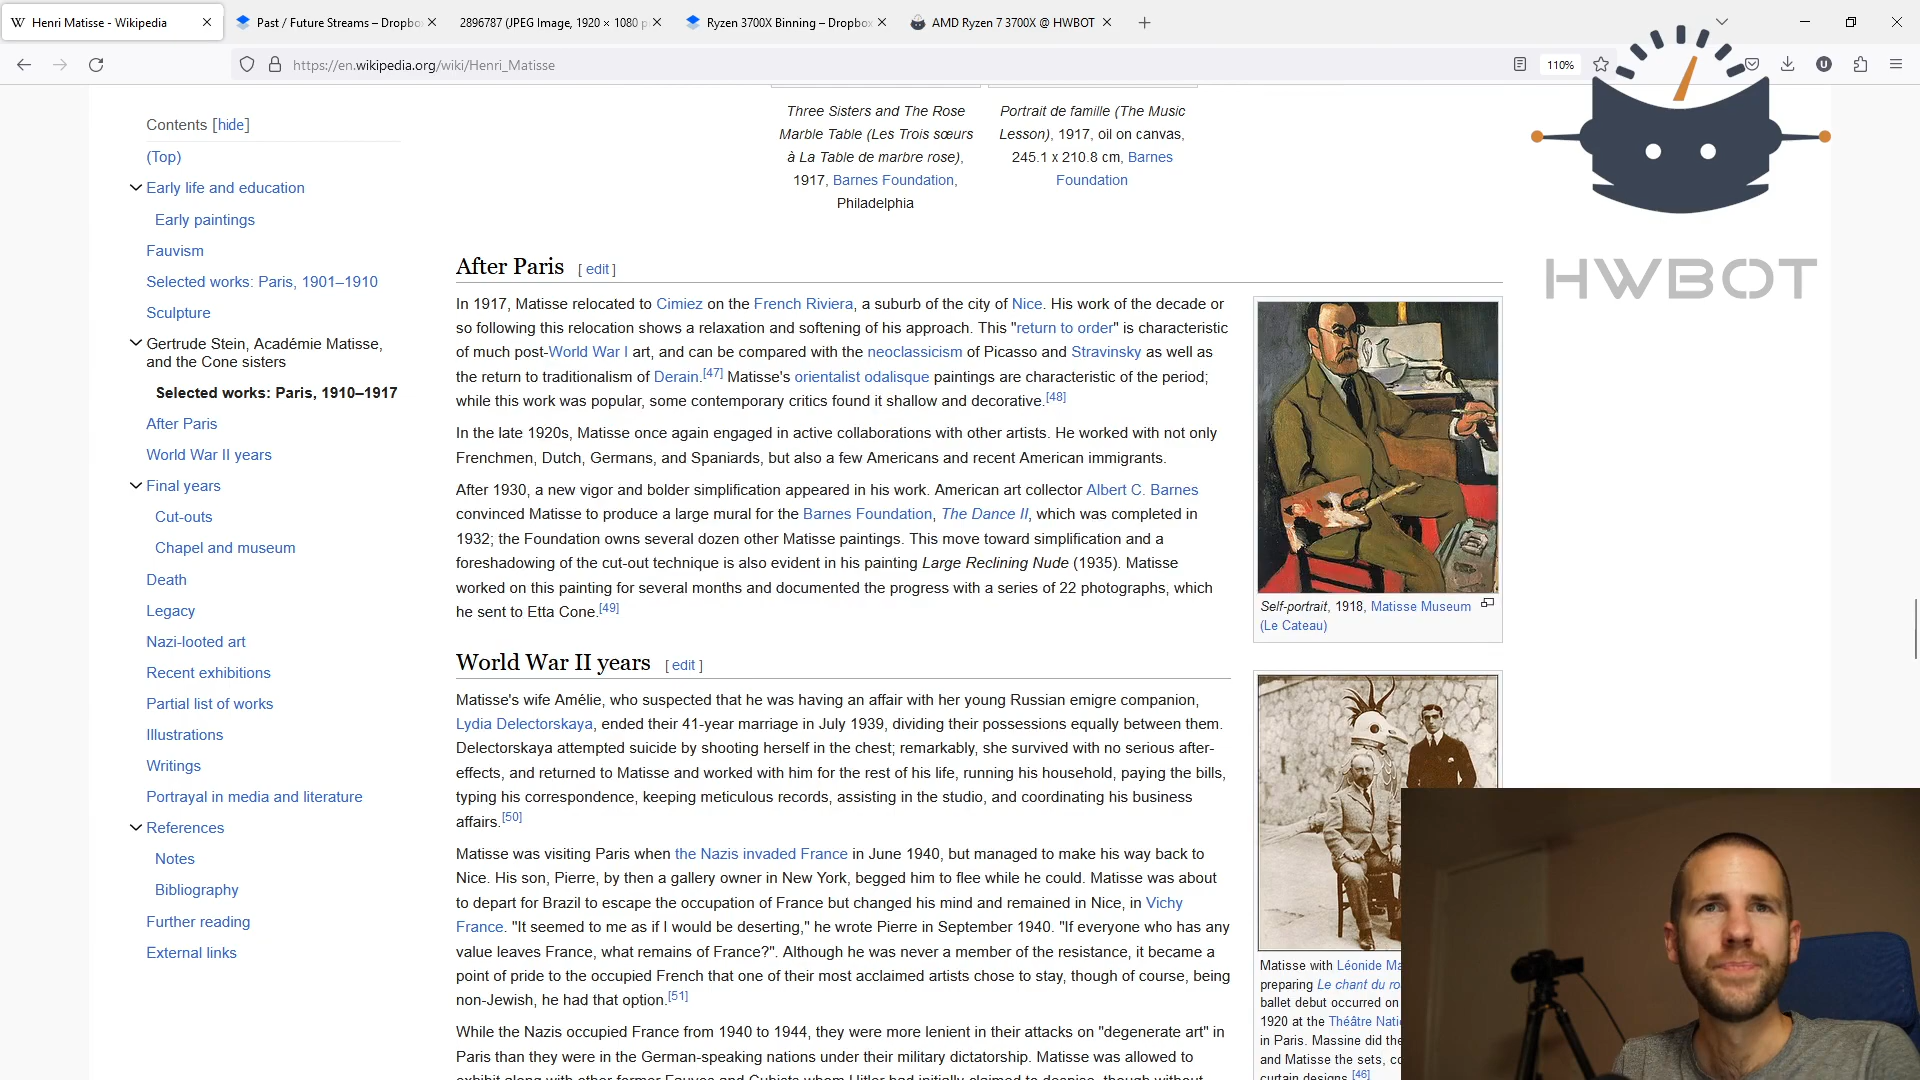 Henri Matisse - Wikipedia
Past / Future Streams – Dropbo
2896787 (JPEG Image, 1920 × 1080 p
Ryzen 3700X Binning – Dropbox
AMD Ryzen 7 3700X @ HWBOT
https://en.wikipedia.org/wiki/Henri_Matisse
110%
U
HWBOT
Contents [hide]
(Top)
Early life and education
Early paintings
Fauvism
Selected works: Paris, 1901–1910
Sculpture
Gertrude Stein, Académie Matisse,
and the Cone sisters
Selected works: Paris, 1910–1917
After Paris
World War II years
Final years
Cut-outs
Chapel and museum
Death
Legacy
Nazi-looted art
Recent exhibitions
Partial list of works
Illustrations
Writings
Portrayal in media and literature
References
Notes
Bibliography
Further reading
External links
Three Sisters and The Rose
Marble Table (Les Trois sœurs
à La Table de marbre rose),
1917, Barnes Foundation,
Philadelphia
Portrait de famille (The Music
Lesson), 1917, oil on canvas,
245.1 x 210.8 cm, Barnes
Foundation
After Paris [ edit ]
In 1917, Matisse relocated to Cimiez on the French Riviera, a suburb of the city of Nice. His work of the decade or
so following this relocation shows a relaxation and softening of his approach. This "return to order" is characteristic
of much post-World War I art, and can be compared with the neoclassicism of Picasso and Stravinsky as well as
the return to traditionalism of Derain.[47] Matisse's orientalist odalisque paintings are characteristic of the period;
while this work was popular, some contemporary critics found it shallow and decorative.[48]
In the late 1920s, Matisse once again engaged in active collaborations with other artists. He worked with not only
Frenchmen, Dutch, Germans, and Spaniards, but also a few Americans and recent American immigrants.
After 1930, a new vigor and bolder simplification appeared in his work. American art collector Albert C. Barnes
convinced Matisse to produce a large mural for the Barnes Foundation, The Dance II, which was completed in
1932; the Foundation owns several dozen other Matisse paintings. This move toward simplification and a
foreshadowing of the cut-out technique is also evident in his painting Large Reclining Nude (1935). Matisse
worked on this painting for several months and documented the progress with a series of 22 photographs, which
he sent to Etta Cone.[49]
Self-portrait, 1918, Matisse Museum
(Le Cateau)
World War II years [ edit ]
Matisse's wife Amélie, who suspected that he was having an affair with her young Russian emigre companion,
Lydia Delectorskaya, ended their 41-year marriage in July 1939, dividing their possessions equally between them.
Delectorskaya attempted suicide by shooting herself in the chest; remarkably, she survived with no serious after-
effects, and returned to Matisse and worked with him for the rest of his life, running his household, paying the bills,
typing his correspondence, keeping meticulous records, assisting in the studio, and coordinating his business
affairs.[50]
Matisse was visiting Paris when the Nazis invaded France in June 1940, but managed to make his way back to
Nice. His son, Pierre, by then a gallery owner in New York, begged him to flee while he could. Matisse was about
to depart for Brazil to escape the occupation of France but changed his mind and remained in Nice, in Vichy
France. "It seemed to me as if I would be deserting," he wrote Pierre in September 1940. "If everyone who has any
value leaves France, what remains of France?". Although he was never a member of the resistance, it became a
point of pride to the occupied French that one of their most acclaimed artists chose to stay, though of course, being
non-Jewish, he had that option.[51]
While the Nazis occupied France from 1940 to 1944, they were more lenient in their attacks on "degenerate art" in
Paris than they were in the German-speaking nations under their military dictatorship. Matisse was allowed to
exhibit along with other former Fauves and Cubists whom Hitler had initially claimed to despise, though without
Matisse with Léonide Ma
preparing Le chant du ro
ballet debut occurred on
1920 at the Théâtre Nati
in Paris. Massine did the
and Matisse the sets, co
curtain designs.[46]